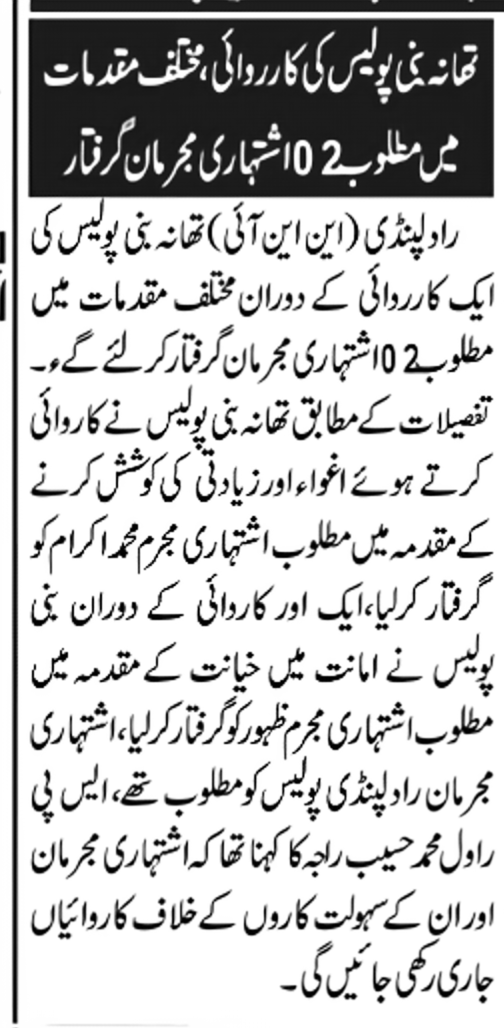 تھانہ بنی پولیس کی کارروائی، مختلف مقدمات
میں مطلوب 02 اشتہاری مجرمان گرفتار
راولپنڈی (این این آئی) تھانہ بنی پولیس کی
ایک کارروائی کے دوران مختلف مقدمات میں
مطلوب 02 اشتہاری مجرمان گرفتار کر لئے گےء۔
تفصیلات کے مطابق تھانہ بنی پولیس نے کاروائی
کرتے ہوئے اغواء اور زیادتی کی کوشش کرنے
کے مقدمہ میں مطلوب اشتہاری مجرم محمد اکرام کو
گرفتار کرلیا، ایک اور کاروائی کے دوران بنی
پولیس نے امانت میں خیانت کے مقدمہ میں
مطلوب اشتہاری مجرم ظہور کو گرفتار کرلیا، اشتہاری
مجرمان راولپنڈی پولیس کو مطلوب تھے، ایس پی
راول محمد حسیب راجہ کا کہنا تھا کہ اشتہاری مجرمان
اور ان کے سہولت کاروں کے خلاف کاروائیاں
جاری رکھی جائیں گی۔